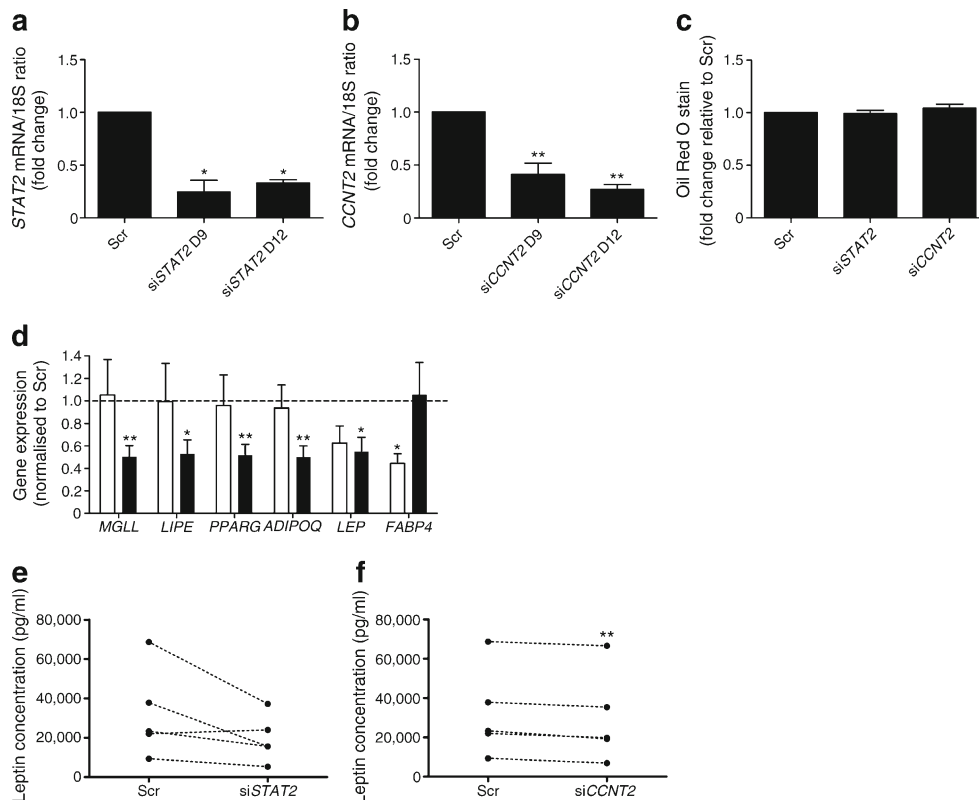 a
STAT2 mRNA/18S ratio
(fold change)
1.5
1.0
0.5
0
*
*
Scr
siSTAT2 D9
siSTAT2 D12
b
CCNT2 mRNA/18S ratio
(fold change)
1.5
1.0
0.5
0
**
**
Scr
siCCNT2 D9
siCCNT2 D12
c
Oil Red O stain
(fold change relative to Scr)
1.5
1.0
0.5
0
Scr
siSTAT2
siCCNT2
d
Gene expression
(normalised to Scr)
1.4
1.2
1.0
0.8
0.6
0.4
0.2
0
**
*
**
**
*
*
MGLL
LIPE
PPARG
ADIPOQ
LEP
FABP4
e
Leptin concentration (pg/ml)
80,000
60,000
40,000
20,000
0
Scr
siSTAT2
f
Leptin concentration (pg/ml)
80,000
60,000
40,000
20,000
0
**
Scr
siCCNT2